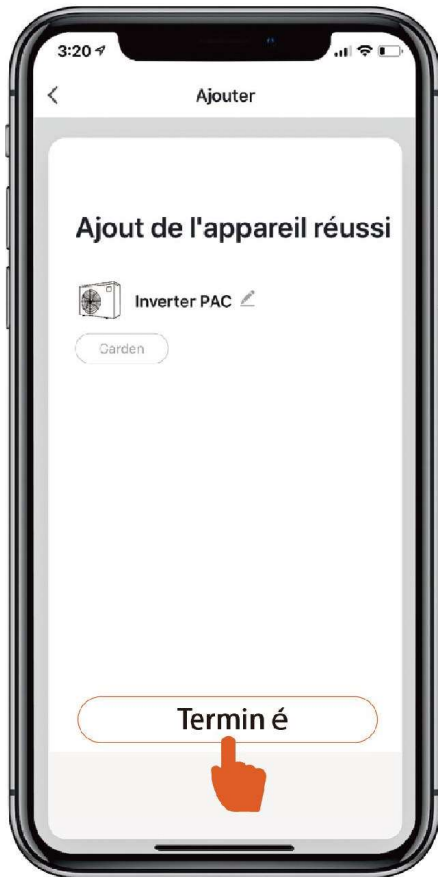 3:20
Ajouter
Ajout de l'appareil réussi
Inverter PAC
Garden
Termin é